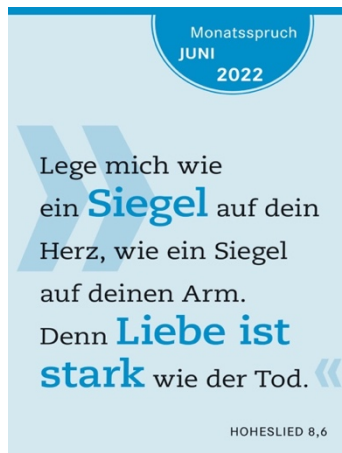 Monatsspruch
JUNI
2022
Lege mich wie
ein Siegel auf dein
Herz, wie ein Siegel
auf deinen Arm.
Denn Liebe ist
stark wie der Tod.
HOHESLIED 8,6